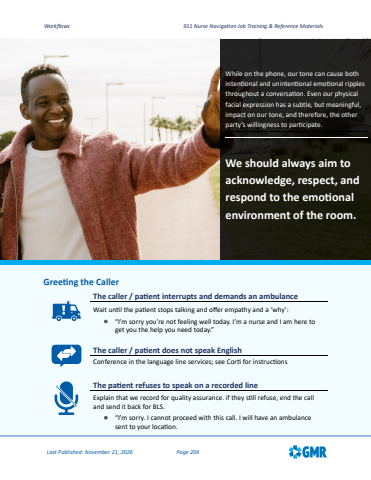 Workflows
911 Nurse Navigation Job Training & Reference Materials
While on the phone, our tone can cause both
intentional and unintentional emotional ripples
throughout a conversation. Even our physical
facial expression has a subtle, but meaningful,
impact on our tone, and therefore, the other
party's willingness to participate.
We should always aim to
acknowledge, respect, and
respond to the emotional
environment of the room.
Greeting the Caller
The caller / patient interrupts and demands an ambulance
Wait until the patient stops talking and offer empathy and a 'why':
● "I'm sorry you're not feeling well today. I'm a nurse and I am here to
get you the help you need today."
The caller / patient does not speak English
Conference in the language line services; see Corti for instructions
The patient refuses to speak on a recorded line
Explain that we record for quality assurance. if they still refuse, end the call
and send it back for BLS.
● "I'm sorry. I cannot proceed with this call. I will have an ambulance
sent to your location.
Last Published: November 21, 2026
Page 204
GMR